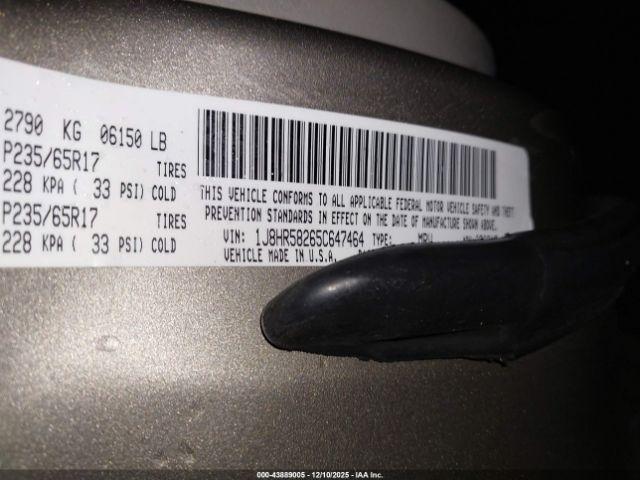 2790 KG 06150 LB
P235/65R17 TIRES
228 KPA ( 33 PSI) COLD
P235/65R17 TIRES
228 KPA ( 33 PSI) COLD
THIS VEHICLE CONFORMS TO ALL APPLICABLE FEDERAL MOTOR VEHICLE SAFETY AND THEFT
PREVENTION STANDARDS IN EFFECT ON THE DATE OF MANUFACTURE SHOWN ABOVE.
VIN: 1J8HR58265C647464 TYPE: MPV
VEHICLE MADE IN U.S.A.
000-43889005 • 12/10/2025 • IAA Inc.